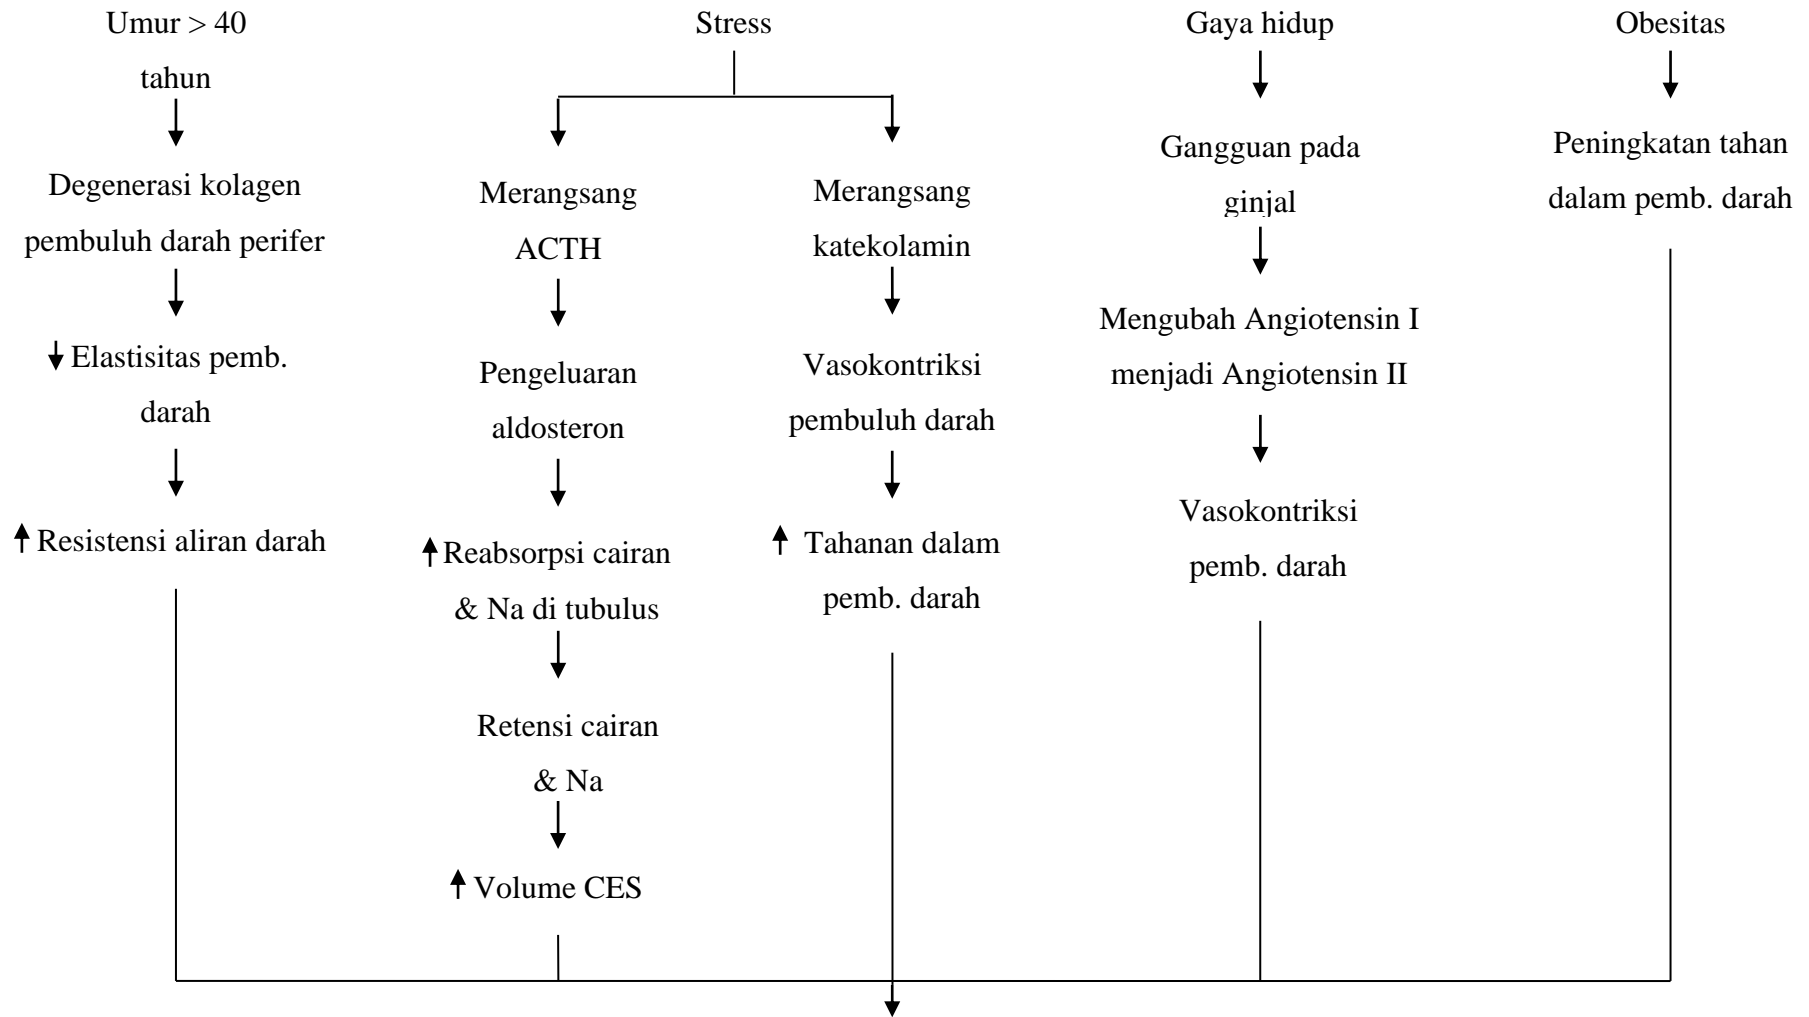 Umur > 40
tahun
Degenerasi kolagen
pembuluh darah perifer
Elastisitas pemb.
darah
Resistensi aliran darah
Stress
Merangsang
ACTH
Pengeluaran
aldosteron
Reabsorpsi cairan
& Na di tubulus
Retensi cairan
& Na
Volume CES
Merangsang
katekolamin
Vasokontriksi
pembuluh darah
Tahanan dalam
pemb. darah
Gaya hidup
Gangguan pada
ginjal
Mengubah Angiotensin I
menjadi Angiotensin II
Vasokontriksi
pemb. darah
Obesitas
Peningkatan tahan
dalam pemb. darah